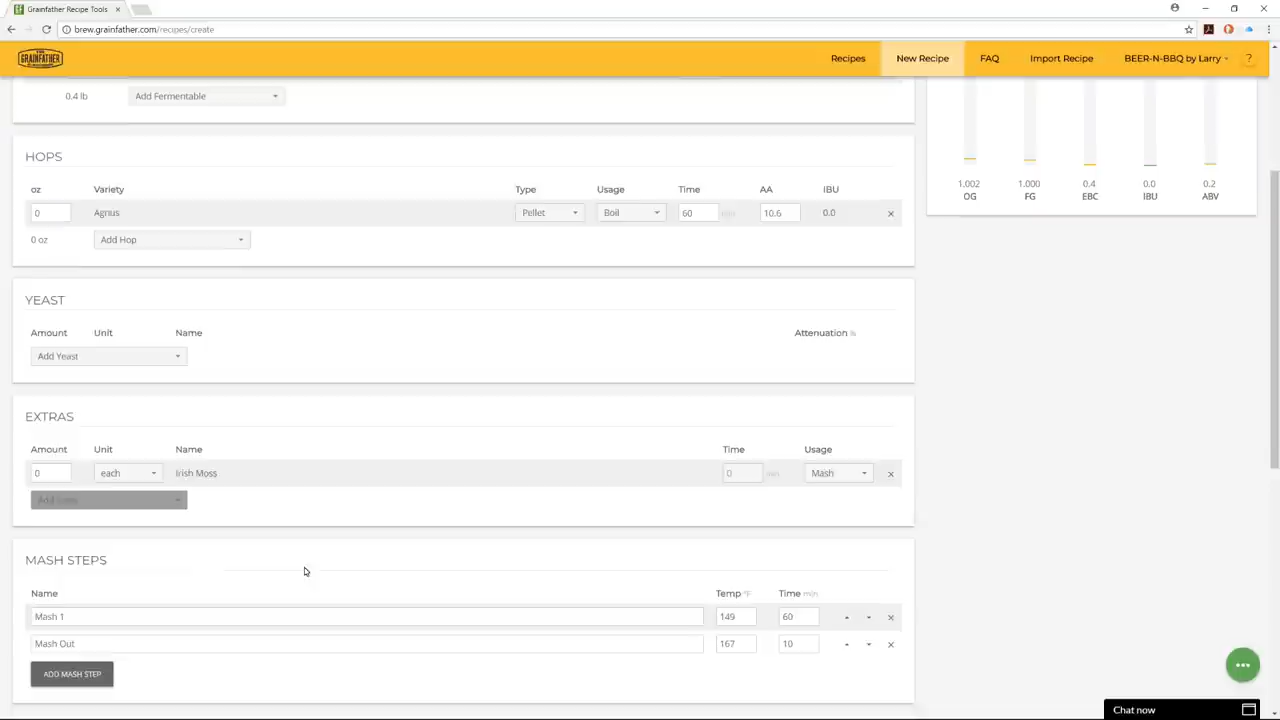 Grainfather Recipe Tools
brew.grainfather.com/recipes/create
THE GRAINFATHER
Recipes New Recipe FAQ Import Recipe BEER-N-BBQ by Larry ?
0.4 lb Add Fermentable
HOPS
oz Variety Type Usage Time AA IBU
0 Agnus Pellet Boil 60 min 10.6 0.0
0 oz Add Hop
YEAST
Amount Unit Name Attenuation %
Add Yeast
EXTRAS
Amount Unit Name Time Usage
0 each Irish Moss 0 min Mash
MASH STEPS
Name Temp °F Time min
Mash 1 149 60
Mash Out 167 10
ADD MASH STEP
1.002 1.000 0.4 0.0 0.2
OG FG EBC IBU ABV
Chat now